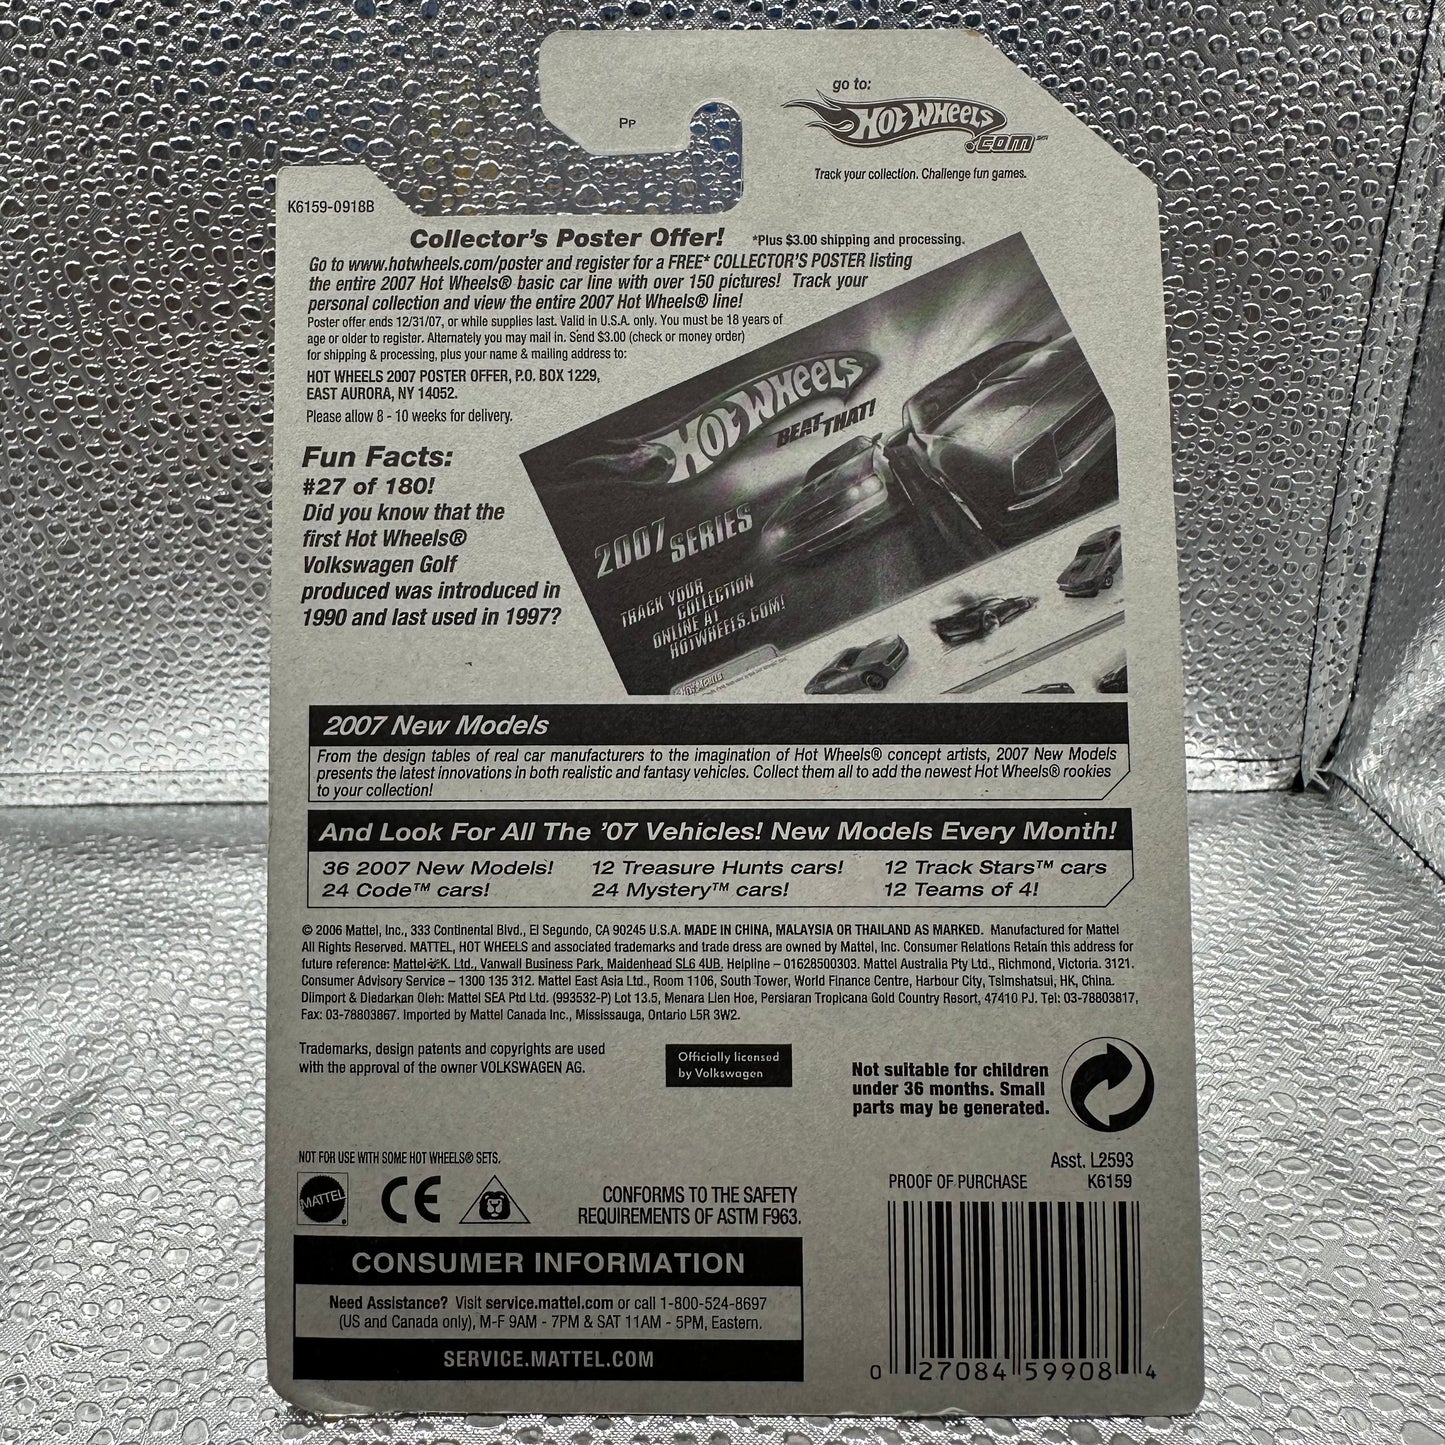 go to:
HOT WHEELS
.COM
Pp
Track your collection. Challenge fun games.
K6159-0918B
Collector's Poster Offer! *Plus $3.00 shipping and processing.
Go to www.hotwheels.com/poster and register for a FREE* COLLECTOR'S POSTER listing
the entire 2007 Hot Wheels® basic car line with over 150 pictures! Track your
personal collection and view the entire 2007 Hot Wheels® line!
Poster offer ends 12/31/07, or while supplies last. Valid in U.S.A. only. You must be 18 years of
age or older to register. Alternately you may mail in. Send $3.00 (check or money order)
for shipping & processing, plus your name & mailing address to:
HOT WHEELS 2007 POSTER OFFER, P.O. BOX 1229,
EAST AURORA, NY 14052.
Please allow 8 - 10 weeks for delivery.
HOT WHEELS
BEAT THAT!
2007 SERIES
TRACK YOUR
COLLECTION
ONLINE AT
HOTWHEELS.COM!
Fun Facts:
#27 of 180!
Did you know that the
first Hot Wheels®
Volkswagen Golf
produced was introduced in
1990 and last used in 1997?
2007 New Models
From the design tables of real car manufacturers to the imagination of Hot Wheels® concept artists, 2007 New Models
presents the latest innovations in both realistic and fantasy vehicles. Collect them all to add the newest Hot Wheels® rookies
to your collection!
And Look For All The '07 Vehicles! New Models Every Month!
36 2007 New Models! 12 Treasure Hunts cars! 12 Track Stars™ cars
24 Code™ cars! 24 Mystery™ cars! 12 Teams of 4!
© 2006 Mattel, Inc., 333 Continental Blvd., El Segundo, CA 90245 U.S.A. MADE IN CHINA, MALAYSIA OR THAILAND AS MARKED. Manufactured for Mattel
All Rights Reserved. MATTEL, HOT WHEELS and associated trademarks and trade dress are owned by Mattel, Inc. Consumer Relations Retain this address for
future reference: Mattel U.K. Ltd., Vanwall Business Park, Maidenhead SL6 4UB. Helpline – 01628500303. Mattel Australia Pty Ltd., Richmond, Victoria. 3121.
Consumer Advisory Service – 1300 135 312. Mattel East Asia Ltd., Room 1106, South Tower, World Finance Centre, Harbour City, Tsimshatsui, HK, China.
Diimport & Diedarkan Oleh: Mattel SEA Ptd Ltd. (993532-P) Lot 13.5, Menara Lien Hoe, Persiaran Tropicana Gold Country Resort, 47410 PJ. Tel: 03-78803817,
Fax: 03-78803867. Imported by Mattel Canada Inc., Mississauga, Ontario L5R 3W2.
Trademarks, design patents and copyrights are used
with the approval of the owner VOLKSWAGEN AG.
Officially licensed
by Volkswagen
Not suitable for children
under 36 months. Small
parts may be generated.
NOT FOR USE WITH SOME HOT WHEELS® SETS.
MATTEL
CE
CONFORMS TO THE SAFETY
REQUIREMENTS OF ASTM F963.
Asst. L2593
PROOF OF PURCHASE K6159
CONSUMER INFORMATION
Need Assistance? Visit service.mattel.com or call 1-800-524-8697
(US and Canada only), M-F 9AM - 7PM & SAT 11AM - 5PM, Eastern.
SERVICE.MATTEL.COM
0 27084 59908 4